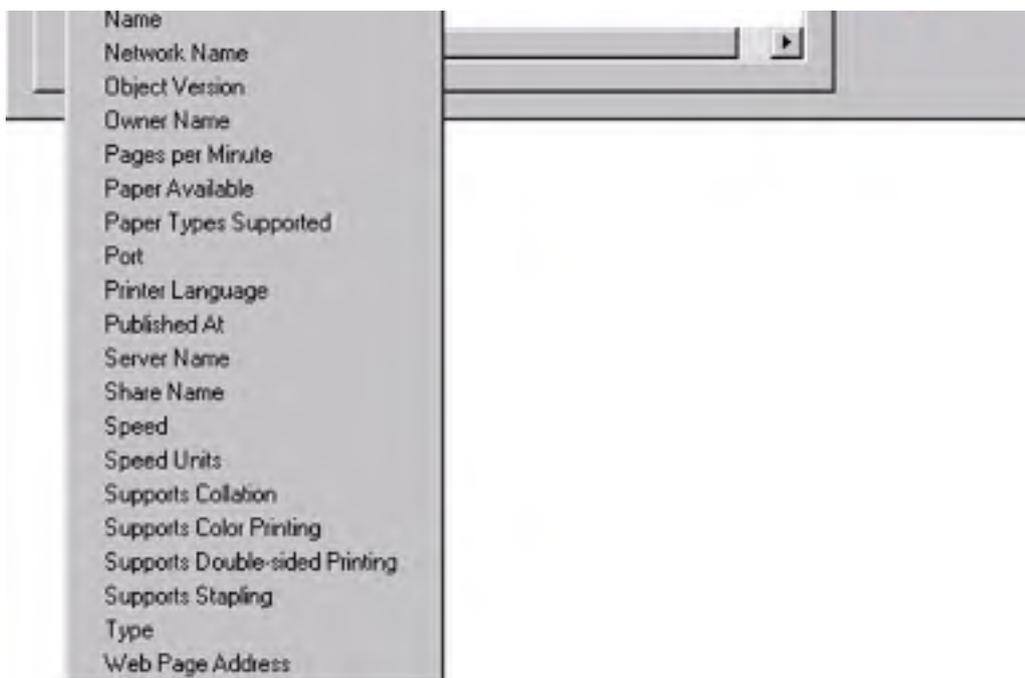 Name
Network Name
Object Version
Owner Name
Pages per Minute
Paper Available
Paper Types Supported
Port
Printer Language
Published At
Server Name
Share Name
Speed
Speed Units
Supports Collation
Supports Color Printing
Supports Double-sided Printing
Supports Stapling
Type
Web Page Address